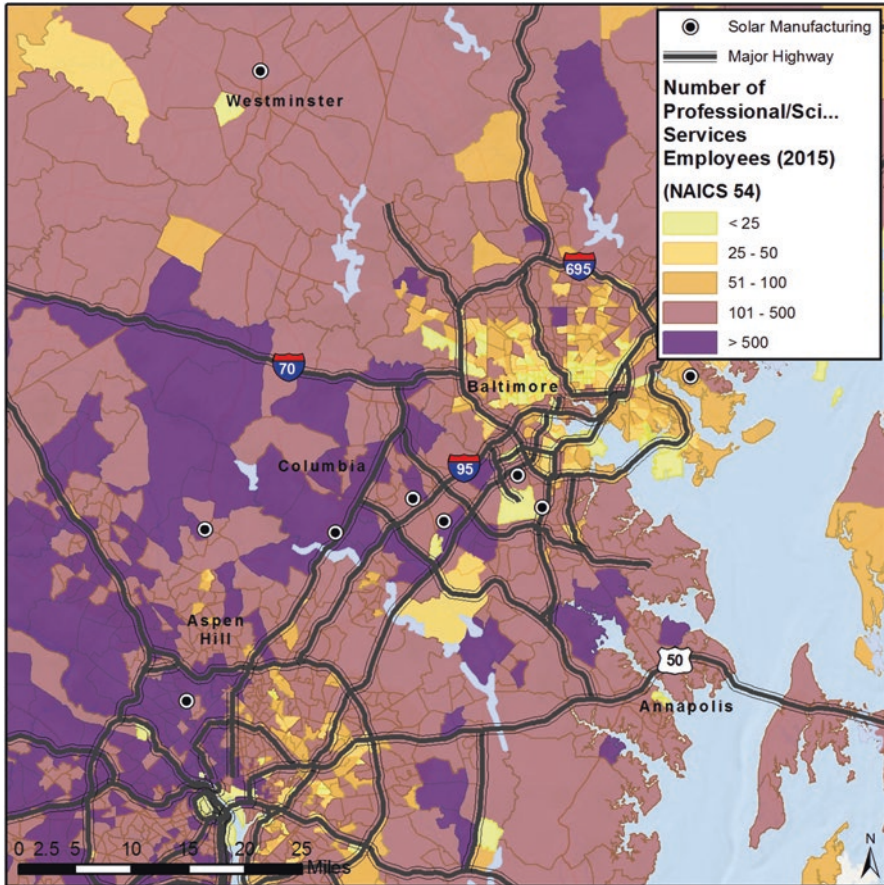 Solar Manufacturing
Major Highway
Number of
Professional/Sci...
Services
Employees (2015)
(NAICS 54)
< 25
25 - 50
51 - 100
101 - 500
> 500
Westminster
695
70
Baltimore
Columbia
95
Aspen
Hill
50
Annapolis
0 2.5 5 10 15 20 25
Miles
N